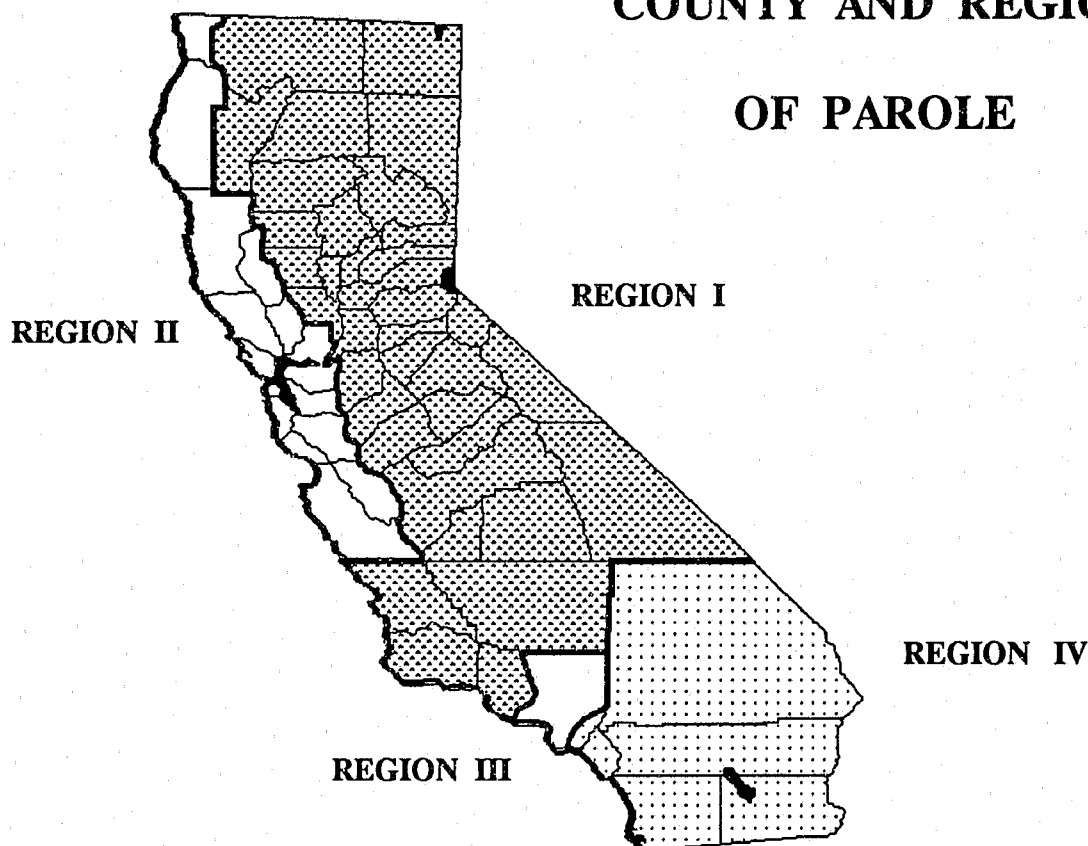 COUNTY AND REGIO
OF PAROLE
REGION I
REGION II
REGION IV
REGION III